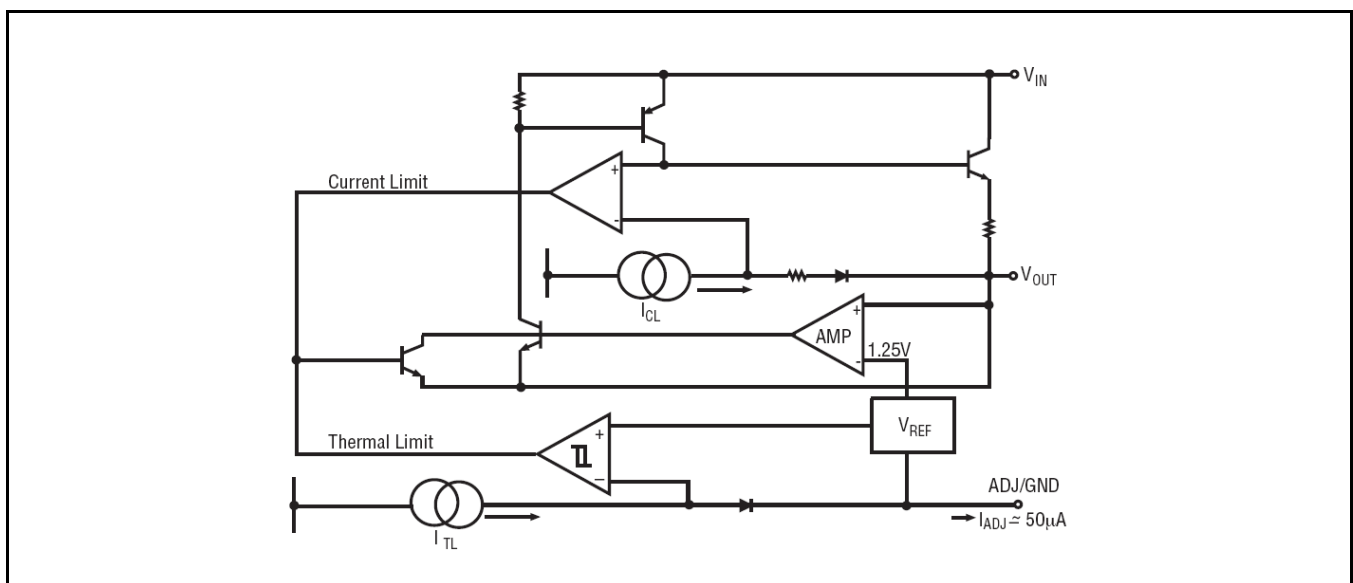 V_IN
+
Current Limit
-
V_OUT
I_CL
+
AMP
1.25V
-
V_REF
Thermal Limit
+
–
ADJ/GND
I_ADJ ≃ 50µA
I_TL